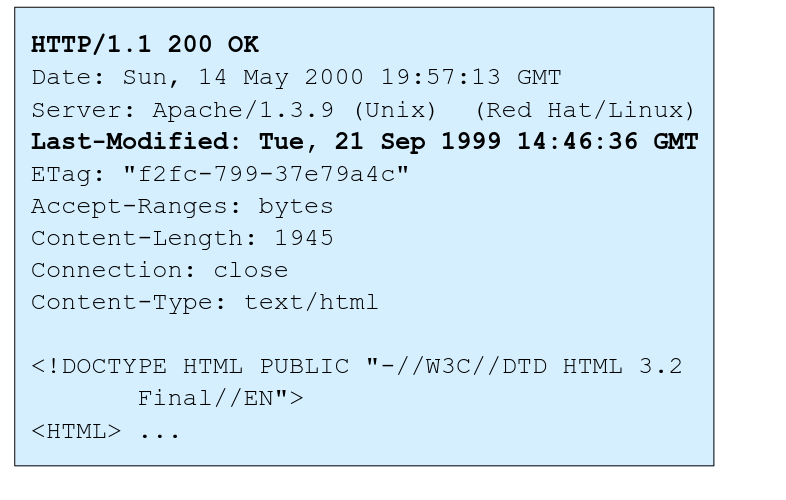 HTTP/1.1 200 OK
Date: Sun, 14 May 2000 19:57:13 GMT
Server: Apache/1.3.9 (Unix)  (Red Hat/Linux)
Last-Modified: Tue, 21 Sep 1999 14:46:36 GMT
ETag: "f2fc-799-37e79a4c"
Accept-Ranges: bytes
Content-Length: 1945
Connection: close
Content-Type: text/html

<!DOCTYPE HTML PUBLIC "-//W3C//DTD HTML 3.2
       Final//EN">
<HTML> ...